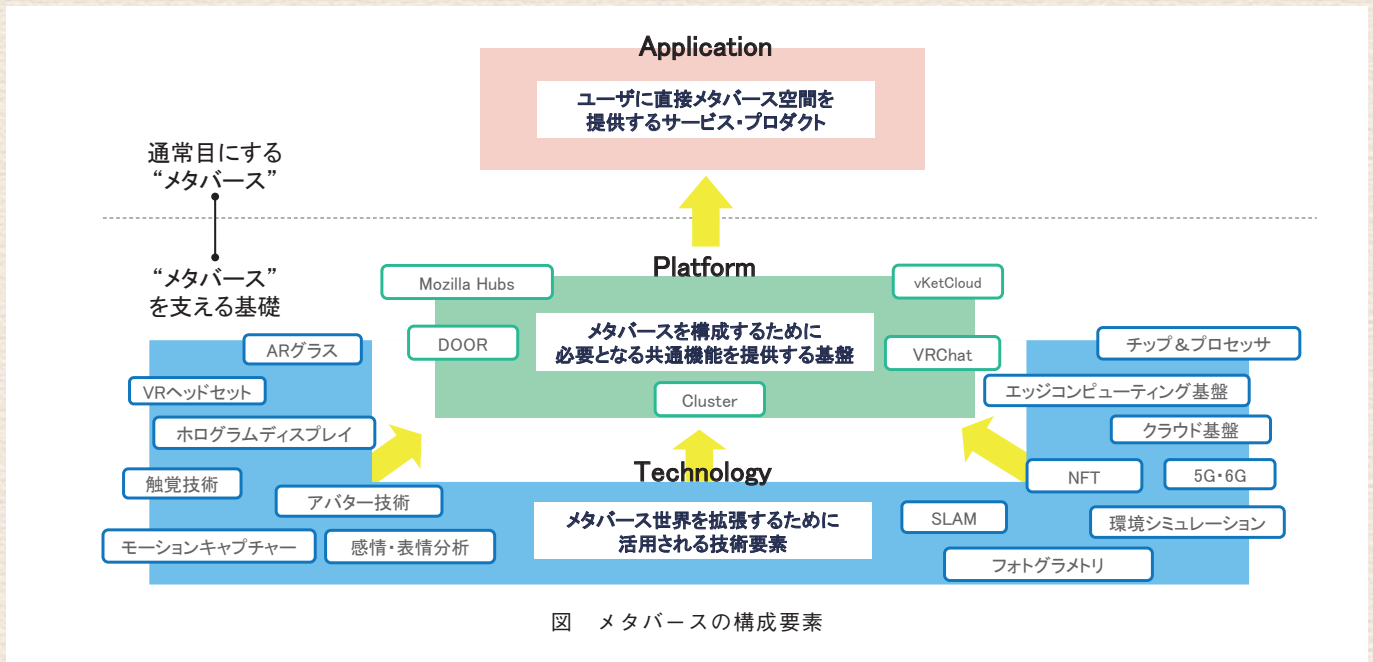 Application
ユーザに直接メタバース空間を
提供するサービス・プロダクト
通常目にする
“メタバース”
“メタバース”
を支える基礎
Platform
Mozilla Hubs
vKetCloud
DOOR
メタバースを構成するために
必要となる共通機能を提供する基盤
VRChat
Cluster
ARグラス
VRヘッドセット
ホログラムディスプレイ
触覚技術
アバター技術
モーションキャプチャー
感情・表情分析
Technology
メタバース世界を拡張するために
活用される技術要素
チップ＆プロセッサ
エッジコンピューティング基盤
クラウド基盤
NFT
5G・6G
SLAM
環境シミュレーション
フォトグラメトリ
図　メタバースの構成要素